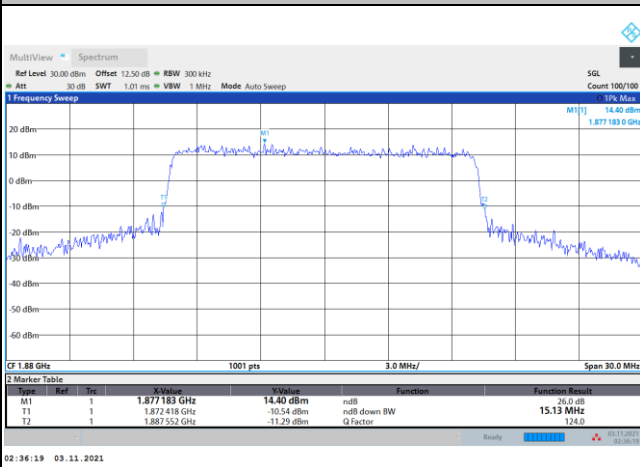 MultiView Spectrum
Ref Level 30.00 dBm Offset 12.50 dB RBW 300 kHz SGL
Att 30 dB SWT 1.01 ms VBW 1 MHz Mode Auto Sweep Count 100/100
1 Frequency Sweep 1Pk Max
M1[1] 14.40 dBm
1.877 183 0 GHz
M1
20 dBm
10 dBm
0 dBm
T1 T2
-10 dBm
-20 dBm
-30 dBm
-40 dBm
-50 dBm
-60 dBm
CF 1.88 GHz 1001 pts 3.0 MHz/ Span 30.0 MHz
2 Marker Table
Type Ref Trc X-Value Y-Value Function Function Result
M1 1 1.877 183 GHz 14.40 dBm ndB 26.0 dB
T1 1 1.872 418 GHz -10.54 dBm ndB down BW 15.13 MHz
T2 1 1.887 552 GHz -11.29 dBm Q Factor 124.0
Ready 03.11.2021
02:36:19
02:36:19 03.11.2021